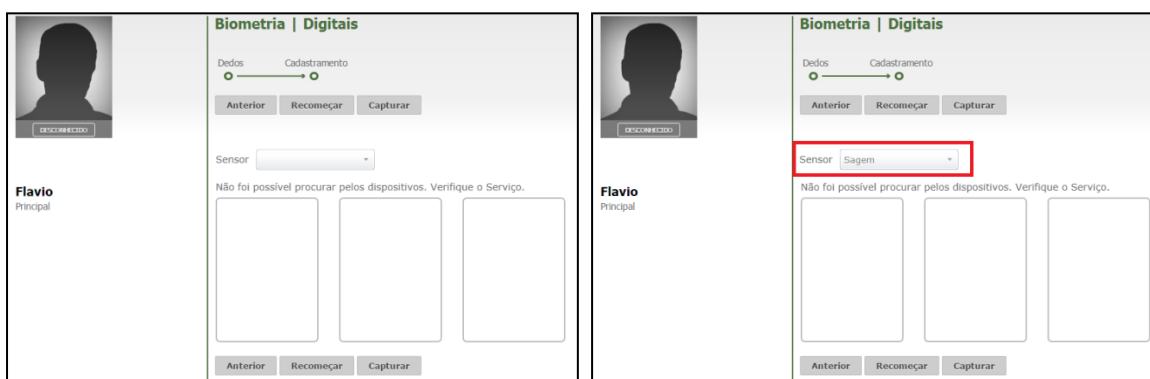 Biometria | Digitais
Dedos Cadastramento
Anterior Recomeçar Capturar
DESCONHECIDO
Sensor
Flavio
Principal
Não foi possível procurar pelos dispositivos. Verifique o Serviço.
Anterior Recomeçar Capturar
Biometria | Digitais
Dedos Cadastramento
Anterior Recomeçar Capturar
DESCONHECIDO
Sensor Sagem
Flavio
Principal
Não foi possível procurar pelos dispositivos. Verifique o Serviço.
Anterior Recomeçar Capturar